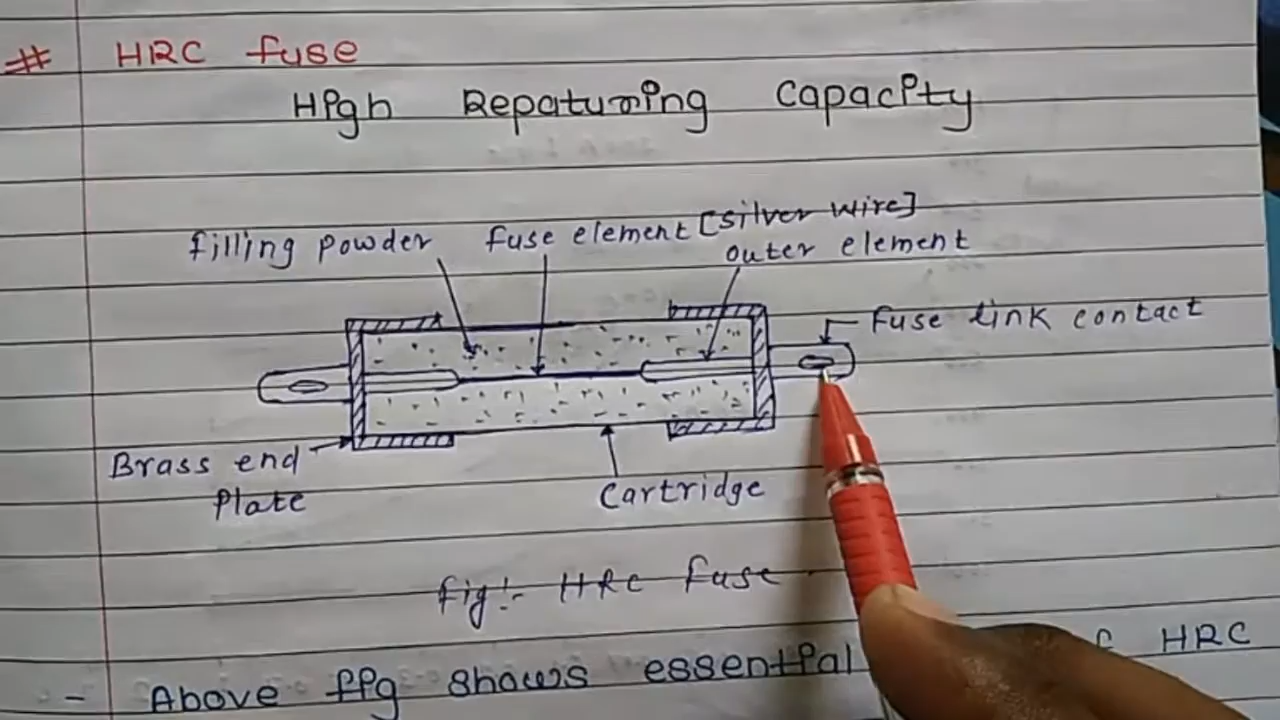 # HRC fuse
High Repaturing Capacity
filling powder fuse element [silver wire]
outer element
Fuse link contact
Brass end
plate
Cartridge
fig:- HRC Fuse
- Above fig shows essential HRC